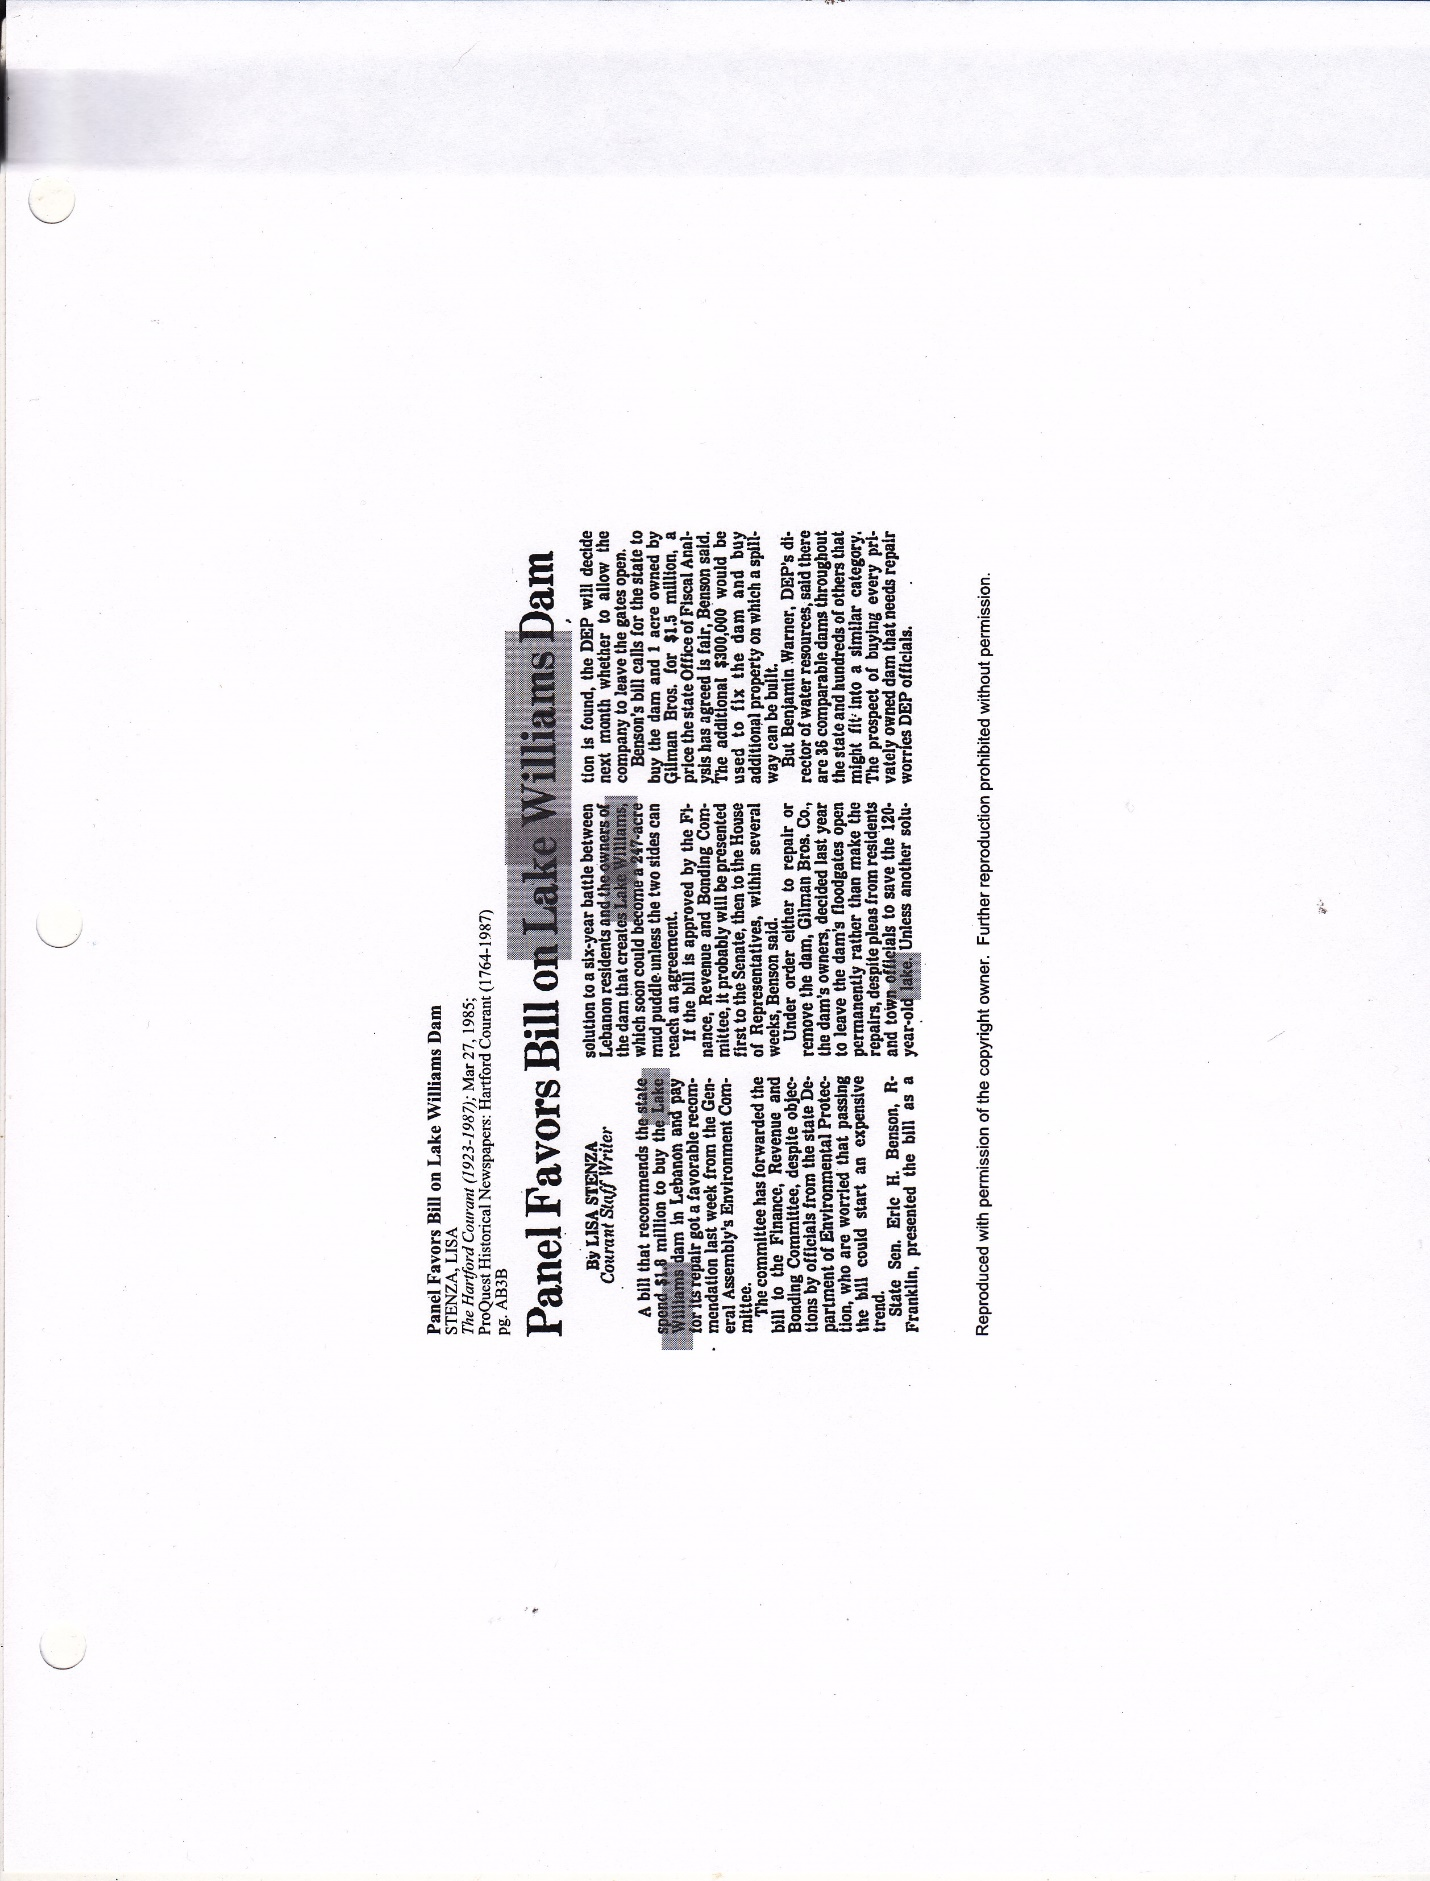 Panel Favors Bill on Lake Williams Dam
STENZA, LISA
The Hartford Courant (1923-1987); Mar 27, 1985;
ProQuest Historical Newspapers: Hartford Courant (1764-1987)
pg. AB3B
Panel Favors Bill on Lake Williams Dam
By LISA STENZA
Courant Staff Writer
A bill that recommends the state
spend $1.8 million to buy the Lake
Williams dam in Lebanon and pay
for its repair got a favorable recom-
mendation last week from the Gen-
eral Assembly's Environment Com-
mittee.
The committee has forwarded the
bill to the Finance, Revenue and
Bonding Committee, despite objec-
tions by officials from the state De-
partment of Environmental Protec-
tion, who are worried that passing
the bill could start an expensive
trend.
State Sen. Eric H. Benson, R-
Franklin, presented the bill as a
solution to a six-year battle between
Lebanon residents and the owners of
the dam that creates Lake Williams,
which soon could become a 247-acre
mud puddle unless the two sides can
reach an agreement.
If the bill is approved by the Fi-
nance, Revenue and Bonding Com-
mittee, it probably will be presented
first to the Senate, then to the House
of Representatives, within several
weeks, Benson said.
Under order either to repair or
remove the dam, Gilman Bros. Co.,
the dam's owners, decided last year
to leave the dam's floodgates open
permanently rather than make the
repairs, despite pleas from residents
and town officials to save the 120-
year-old lake. Unless another solu-
tion is found, the DEP will decide
next month whether to allow the
company to leave the gates open.
Benson's bill calls for the state to
buy the dam and 1 acre owned by
Gilman Bros. for $1.5 million, a
price the state Office of Fiscal Anal-
ysis has agreed is fair, Benson said.
The additional $300,000 would be
used to fix the dam and buy
additional property on which a spill-
way can be built.
But Benjamin Warner, DEP's di-
rector of water resources, said there
are 36 comparable dams throughout
the state and hundreds of others that
might fit into a similar category.
The prospect of buying every pri-
vately owned dam that needs repair
worries DEP officials.
Reproduced with permission of the copyright owner. Further reproduction prohibited without permission.